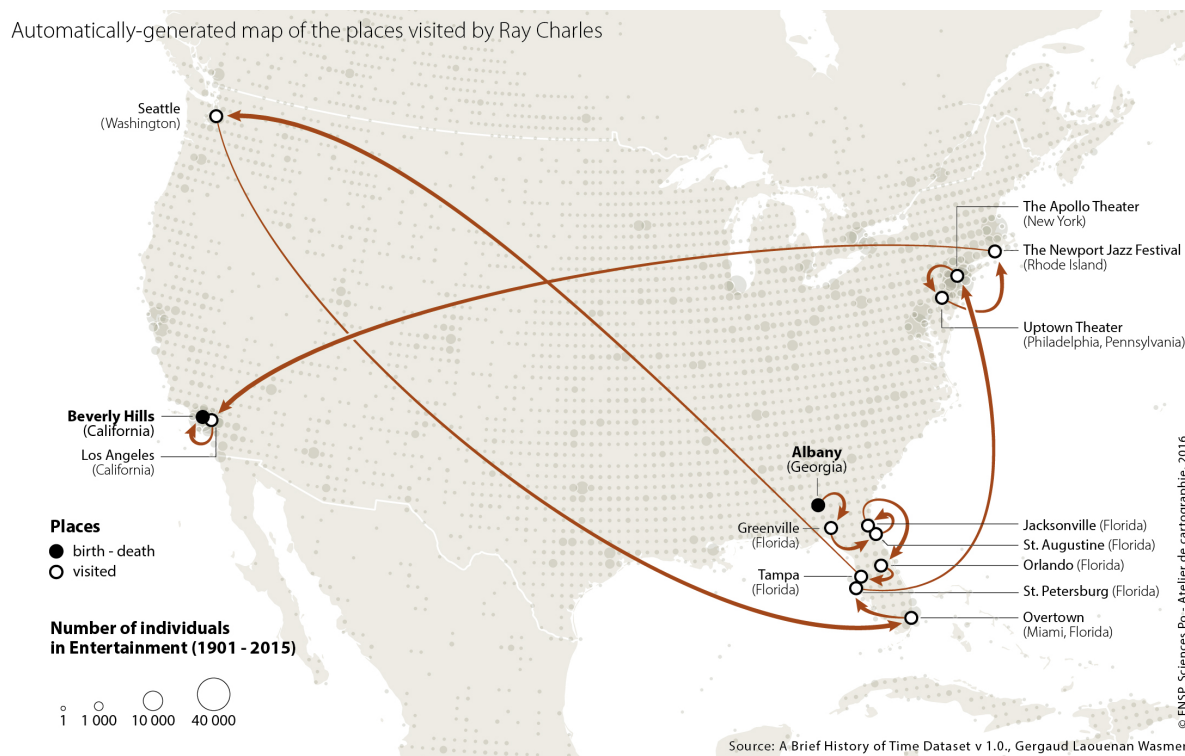 Automatically-generated map of the places visited by Ray Charles
Seattle
(Washington)
The Apollo Theater
(New York)
The Newport Jazz Festival
(Rhode Island)
Uptown Theater
(Philadelphia, Pennsylvania)
Beverly Hills
(California)
Los Angeles
(California)
Albany
(Georgia)
Greenville
(Florida)
Jacksonville (Florida)
St. Augustine (Florida)
Orlando (Florida)
Tampa
(Florida)
St. Petersburg (Florida)
Overtown
(Miami, Florida)
Places
birth - death
visited
Number of individuals
in Entertainment (1901 - 2015)
1 1 000 10 000 40 000
© FNSP. Sciences Po - Atelier de cartographie, 2016
Source: A Brief History of Time Dataset v 1.0., Gergaud Laouenan Wasme